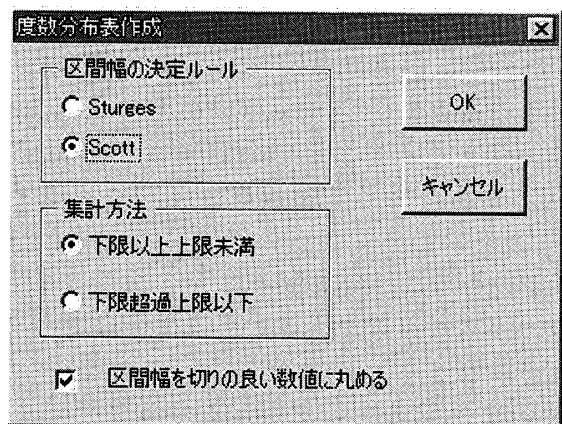 度数分布表作成
区間幅の決定ルール
Sturges
Scott
OK
キャンセル
集計方法
下限以上上限未満
下限超過上限以下
区間幅を切りの良い数値に丸める